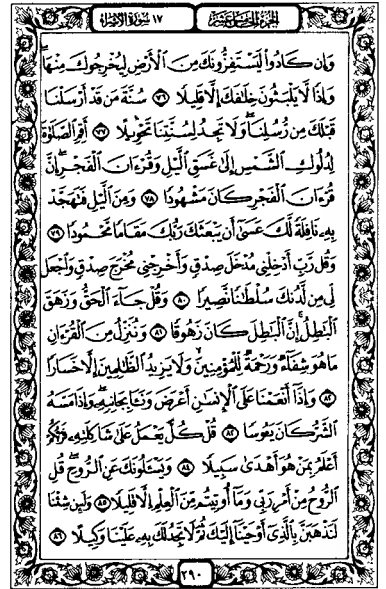 الجزء الخامس عشر ١٧ سورة الإسراء
وَإِن كَادُواْ لَيَسْتَفِزُّونَكَ مِنَ ٱلْأَرْضِ لِيُخْرِجُوكَ مِنْهَاۖ
وَإِذًا لَّا يَلْبَثُونَ خِلَٰفَكَ إِلَّا قَلِيلًا ٧٦ سُنَّةَ مَن قَدْ أَرْسَلْنَا
قَبْلَكَ مِن رُّسُلِنَاۖ وَلَا تَجِدُ لِسُنَّتِنَا تَحْوِيلًا ٧٧ أَقِمِ ٱلصَّلَوٰةَ
لِدُلُوكِ ٱلشَّمْسِ إِلَىٰ غَسَقِ ٱلَّيْلِ وَقُرْءَانَ ٱلْفَجْرِۖ إِنَّ
قُرْءَانَ ٱلْفَجْرِ كَانَ مَشْهُودًا ٧٨ وَمِنَ ٱلَّيْلِ فَتَهَجَّدْ
بِهِۦ نَافِلَةً لَّكَ عَسَىٰٓ أَن يَبْعَثَكَ رَبُّكَ مَقَامًا مَّحْمُودًا ٧٩
وَقُل رَّبِّ أَدْخِلْنِى مُدْخَلَ صِدْقٍ وَأَخْرِجْنِى مُخْرَجَ صِدْقٍ وَٱجْعَل
لِّى مِن لَّدُنكَ سُلْطَٰنًا نَّصِيرًا ٨٠ وَقُلْ جَآءَ ٱلْحَقُّ وَزَهَقَ
ٱلْبَٰطِلُۚ إِنَّ ٱلْبَٰطِلَ كَانَ زَهُوقًا ٨١ وَنُنَزِّلُ مِنَ ٱلْقُرْءَانِ
مَا هُوَ شِفَآءٌ وَرَحْمَةٌ لِّلْمُؤْمِنِينَۙ وَلَا يَزِيدُ ٱلظَّٰلِمِينَ إِلَّا خَسَارًا
٨٢ وَإِذَآ أَنْعَمْنَا عَلَى ٱلْإِنسَٰنِ أَعْرَضَ وَنَـَٔا بِجَانِبِهِۦۖ وَإِذَا مَسَّهُ
ٱلشَّرُّ كَانَ يَـُٔوسًا ٨٣ قُلْ كُلٌّ يَعْمَلُ عَلَىٰ شَاكِلَتِهِۦ فَرَبُّكُمْ
أَعْلَمُ بِمَنْ هُوَ أَهْدَىٰ سَبِيلًا ٨٤ وَيَسْـَٔلُونَكَ عَنِ ٱلرُّوحِۖ قُلِ
ٱلرُّوحُ مِنْ أَمْرِ رَبِّى وَمَآ أُوتِيتُم مِّنَ ٱلْعِلْمِ إِلَّا قَلِيلًا ٨٥ وَلَئِن شِئْنَا
لَنَذْهَبَنَّ بِٱلَّذِىٓ أَوْحَيْنَآ إِلَيْكَ ثُمَّ لَا تَجِدُ لَكَ بِهِۦ عَلَيْنَا وَكِيلًا ٨٦
٢٩٠